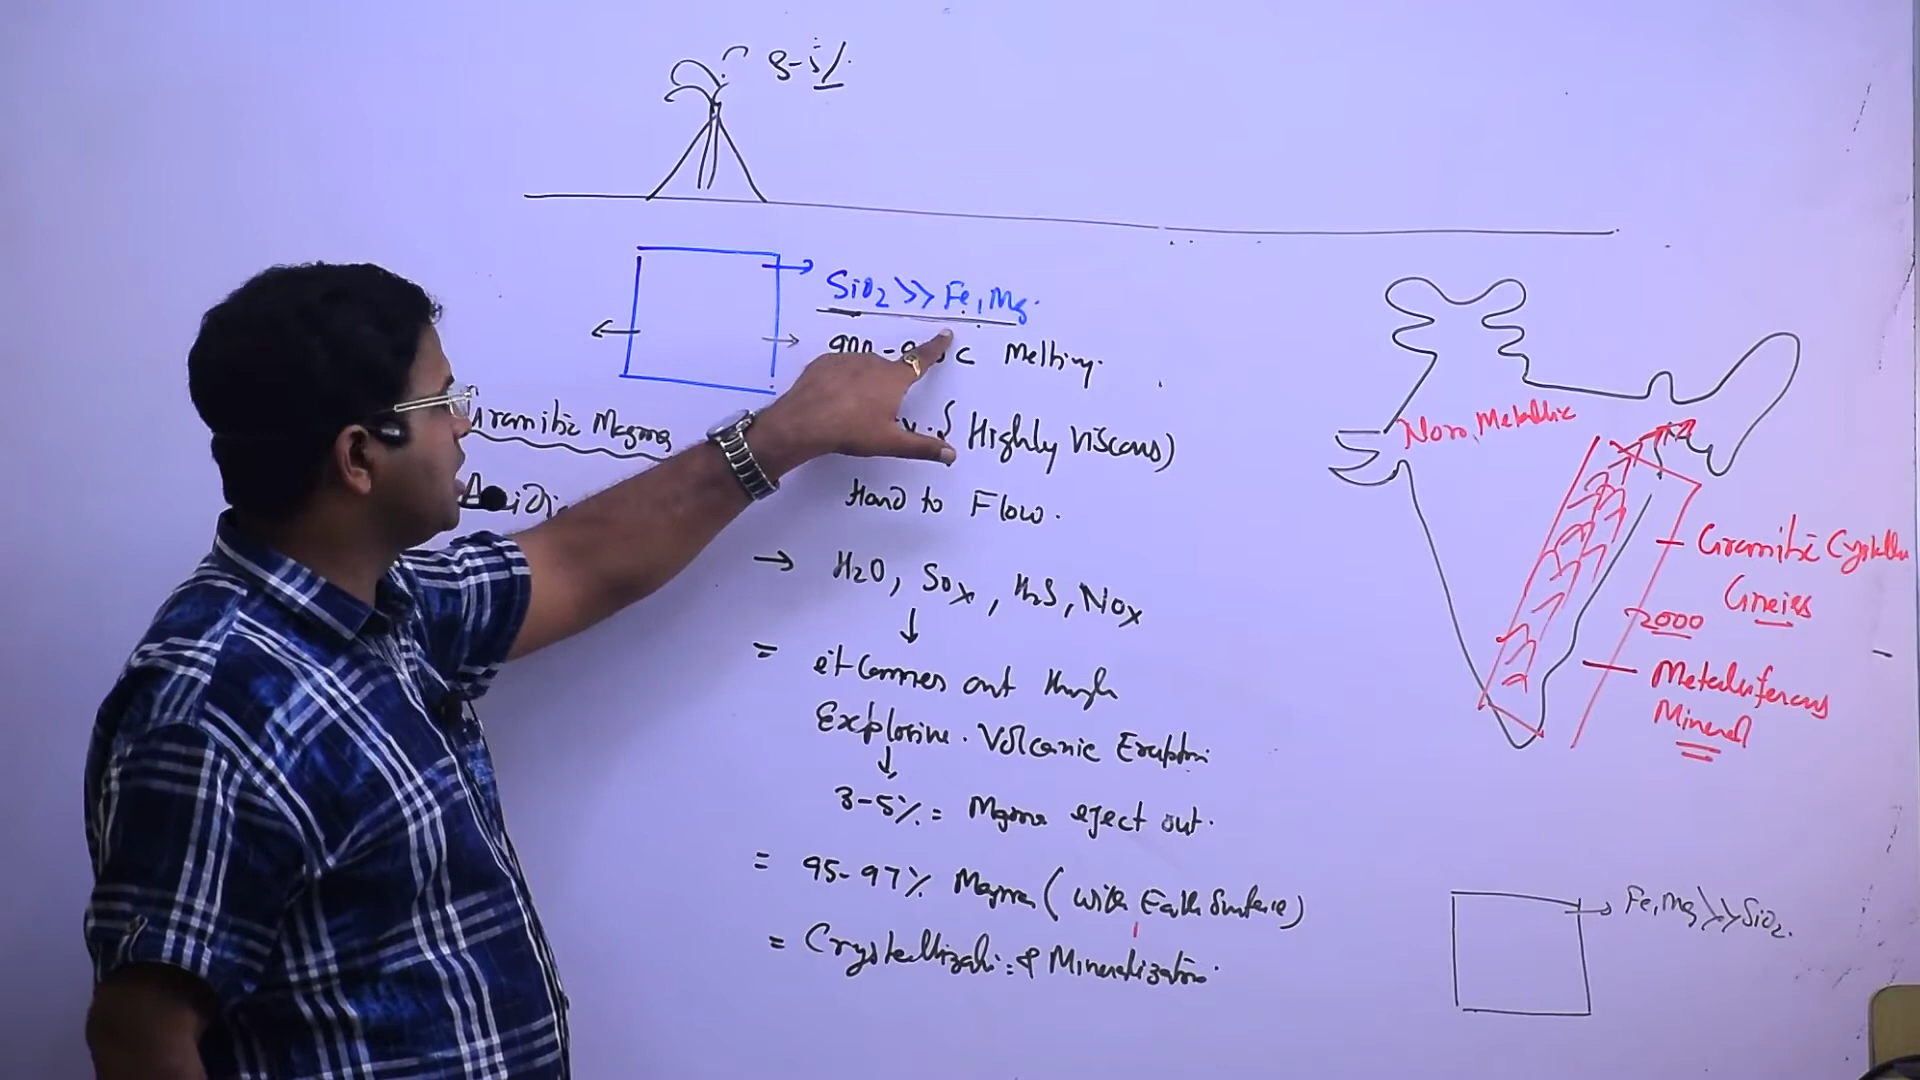 3-5%
SiO2 >> Fe, Mg.
c Melting.
Granitic Magma
{ Highly Viscous)
Hard to Flow.
→ H2O, SOx, H2S, NOx
= it Comes out through
Explosive. Volcanic Eruption
3-5% = Magma eject out.
= 95-97% Magma ( with Earth Surface)
= Crystallization & Mineralization.
Non, Metallic
Granitic Crystalline
Gneiss
2000
Metalliferous
Mineral
Fe, Mg >>> SiO2.